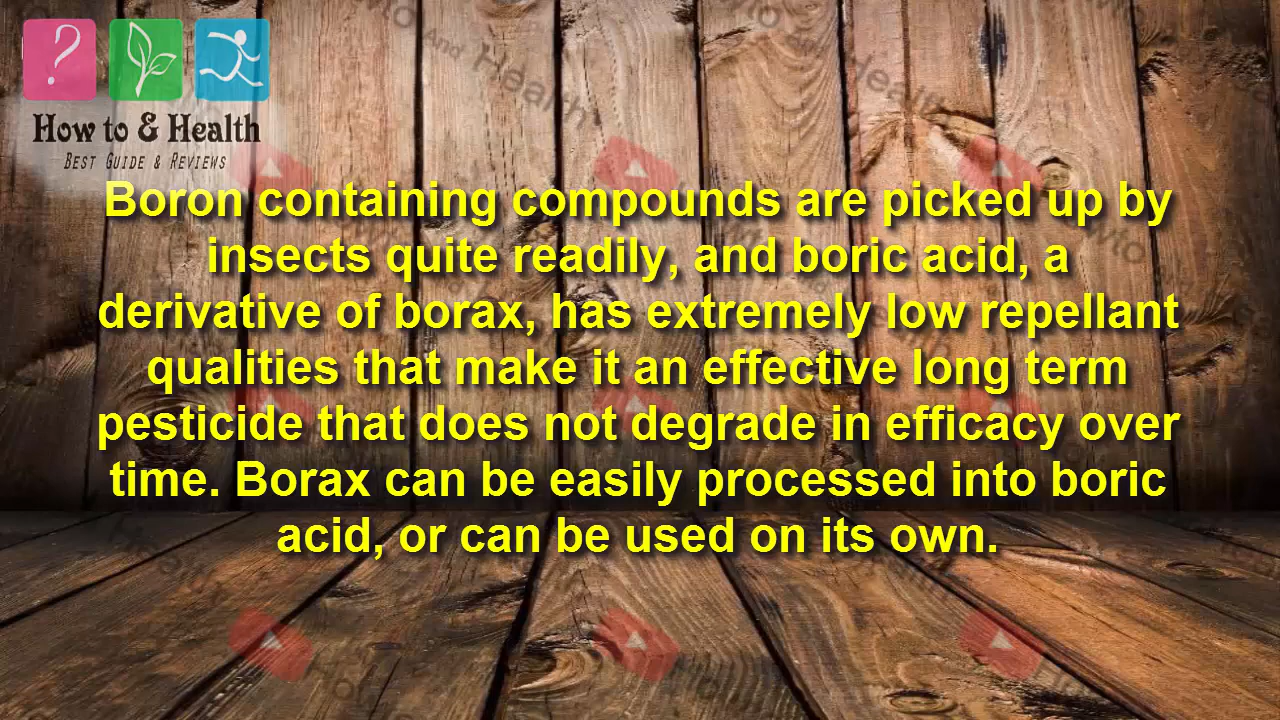 ?
How to & Health
BEST GUIDE & REVIEWS
Boron containing compounds are picked up by
insects quite readily, and boric acid, a
derivative of borax, has extremely low repellant
qualities that make it an effective long term
pesticide that does not degrade in efficacy over
time. Borax can be easily processed into boric
acid, or can be used on its own.